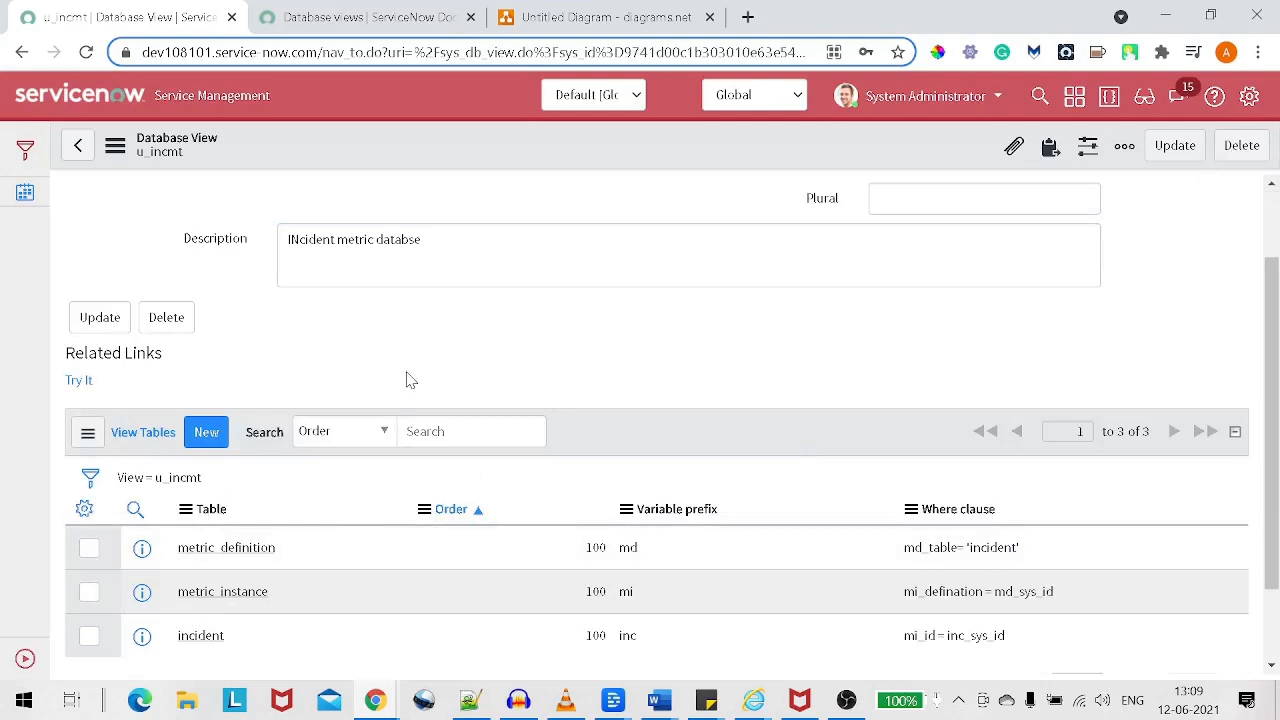 u_incmt | Database View | Service
Database views | ServiceNow Doc
Untitled Diagram - diagrams.net
dev108101.service-now.com/nav_to.do?uri=%2Fsys_db_view.do%3Fsys_id%3D9741d00c1b303010e63e54...
A
servicenow Service Management
Default [Glo
Global
System Administrator
15
Database View
u_incmt
Update
Delete
Plural
Description
INcident metric databse
Update
Delete
Related Links
Try It
View Tables
New
Search
Order
Search
1
to 3 of 3
View = u_incmt
Table
Order
Variable prefix
Where clause
metric_definition 100 md md_table= 'incident'
metric_instance 100 mi mi_defination = md_sys_id
incident 100 inc mi_id = inc_sys_id
100%
ENG
13:09
12-06-2021